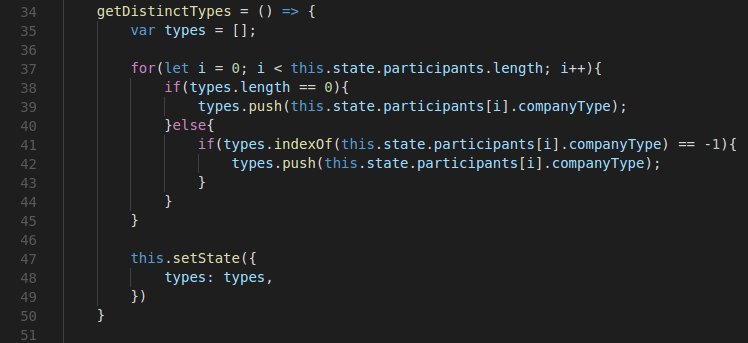 34 getDistinctTypes = () => {
35 var types = [];
36
37 for(let i = 0; i < this.state.participants.length; i++){
38 if(types.length == 0){
39 types.push(this.state.participants[i].companyType);
40 }else{
41 if(types.indexOf(this.state.participants[i].companyType) == -1){
42 types.push(this.state.participants[i].companyType);
43 }
44 }
45 }
46
47 this.setState({
48 types: types,
49 })
50 }
51